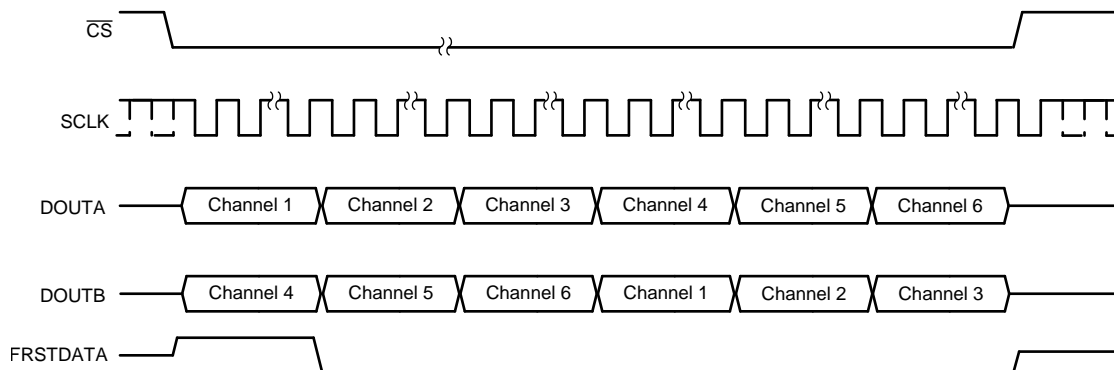 CS
SCLK
DOUTA Channel 1 Channel 2 Channel 3 Channel 4 Channel 5 Channel 6
DOUTB Channel 4 Channel 5 Channel 6 Channel 1 Channel 2 Channel 3
FRSTDATA